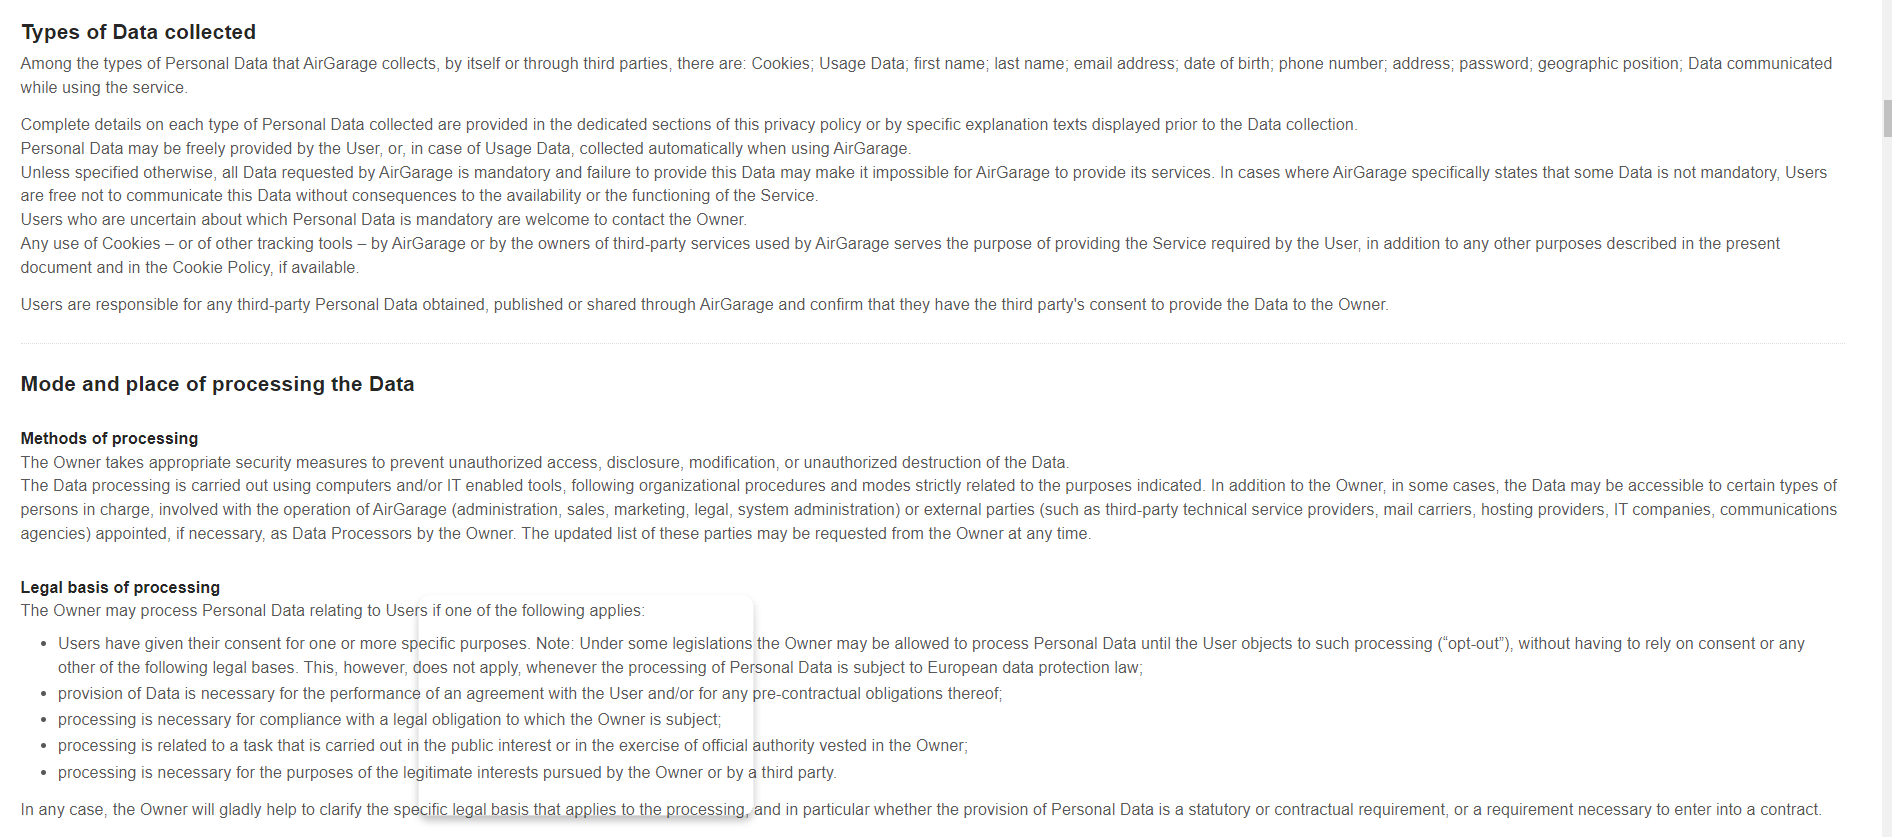 Types of Data collected
Among the types of Personal Data that AirGarage collects, by itself or through third parties, there are: Cookies; Usage Data; first name; last name; email address; date of birth; phone number; address; password; geographic position; Data communicated
while using the service.
Complete details on each type of Personal Data collected are provided in the dedicated sections of this privacy policy or by specific explanation texts displayed prior to the Data collection.
Personal Data may be freely provided by the User, or, in case of Usage Data, collected automatically when using AirGarage.
Unless specified otherwise, all Data requested by AirGarage is mandatory and failure to provide this Data may make it impossible for AirGarage to provide its services. In cases where AirGarage specifically states that some Data is not mandatory, Users
are free not to communicate this Data without consequences to the availability or the functioning of the Service.
Users who are uncertain about which Personal Data is mandatory are welcome to contact the Owner.
Any use of Cookies – or of other tracking tools – by AirGarage or by the owners of third-party services used by AirGarage serves the purpose of providing the Service required by the User, in addition to any other purposes described in the present
document and in the Cookie Policy, if available.
Users are responsible for any third-party Personal Data obtained, published or shared through AirGarage and confirm that they have the third party's consent to provide the Data to the Owner.
Mode and place of processing the Data
Methods of processing
The Owner takes appropriate security measures to prevent unauthorized access, disclosure, modification, or unauthorized destruction of the Data.
The Data processing is carried out using computers and/or IT enabled tools, following organizational procedures and modes strictly related to the purposes indicated. In addition to the Owner, in some cases, the Data may be accessible to certain types of
persons in charge, involved with the operation of AirGarage (administration, sales, marketing, legal, system administration) or external parties (such as third-party technical service providers, mail carriers, hosting providers, IT companies, communications
agencies) appointed, if necessary, as Data Processors by the Owner. The updated list of these parties may be requested from the Owner at any time.
Legal basis of processing
The Owner may process Personal Data relating to Users if one of the following applies:
• Users have given their consent for one or more specific purposes. Note: Under some legislations the Owner may be allowed to process Personal Data until the User objects to such processing (“opt-out”), without having to rely on consent or any
other of the following legal bases. This, however, does not apply, whenever the processing of Personal Data is subject to European data protection law;
• provision of Data is necessary for the performance of an agreement with the User and/or for any pre-contractual obligations thereof;
• processing is necessary for compliance with a legal obligation to which the Owner is subject;
• processing is related to a task that is carried out in the public interest or in the exercise of official authority vested in the Owner;
• processing is necessary for the purposes of the legitimate interests pursued by the Owner or by a third party.
In any case, the Owner will gladly help to clarify the specific legal basis that applies to the processing, and in particular whether the provision of Personal Data is a statutory or contractual requirement, or a requirement necessary to enter into a contract.